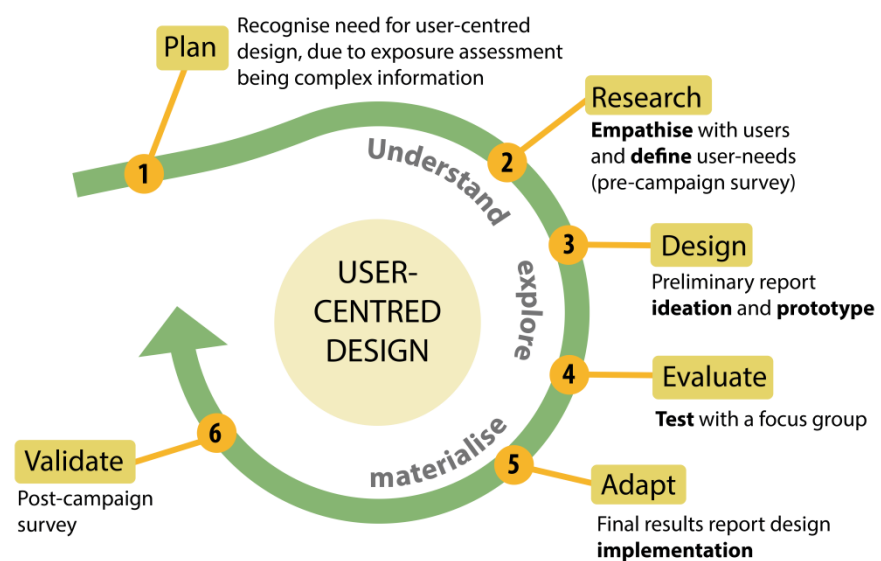 Plan
Recognise need for user-centred
design, due to exposure assessment
being complex information
1
Research
Empathise with users
and define user-needs
(pre-campaign survey)
2
Understand
3
Design
Preliminary report
ideation and prototype
explore
USER-
CENTRED
DESIGN
4
Evaluate
Test with a focus group
materialise
5
Adapt
Final results report design
implementation
6
Validate
Post-campaign
survey